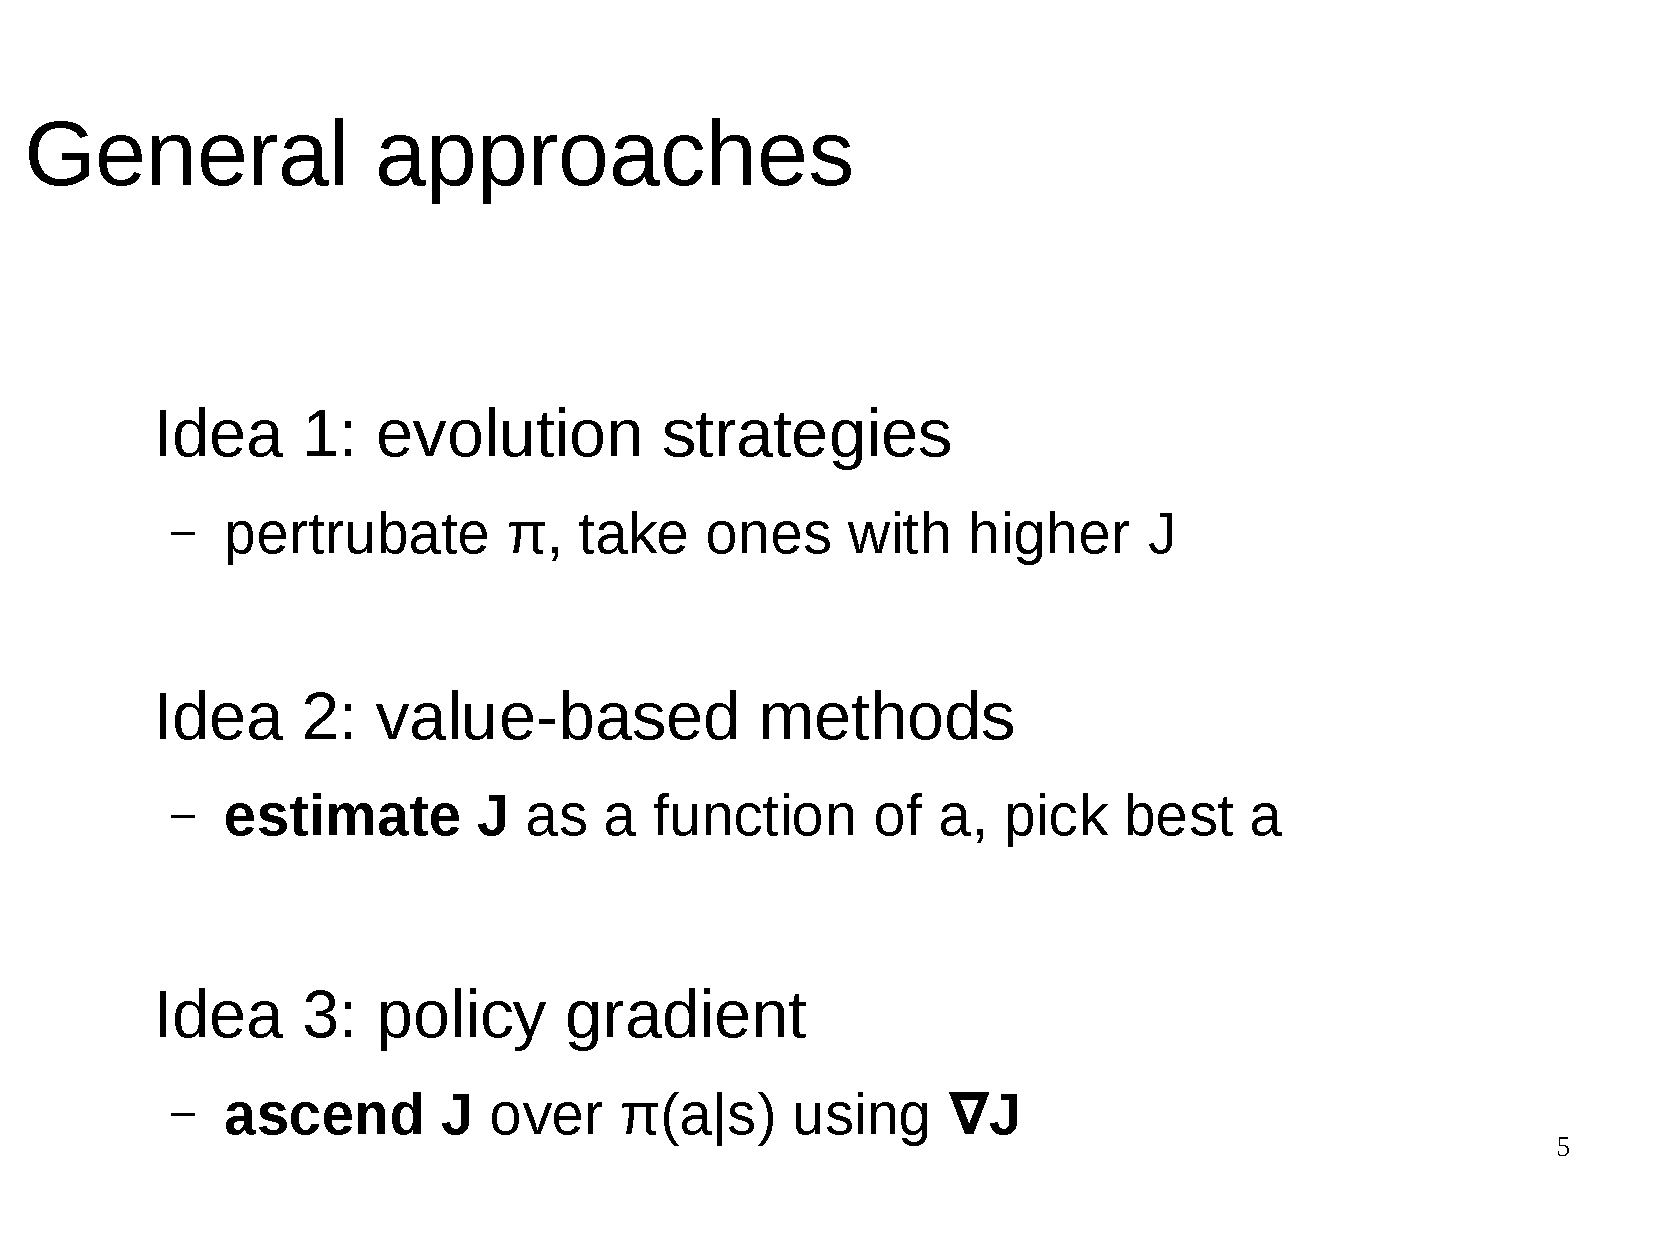 General approaches
Idea 1: evolution strategies
– pertrubate π, take ones with higher J
Idea 2: value-based methods
– estimate J as a function of a, pick best a
Idea 3: policy gradient
– ascend J over π(a|s) using ∇J
5